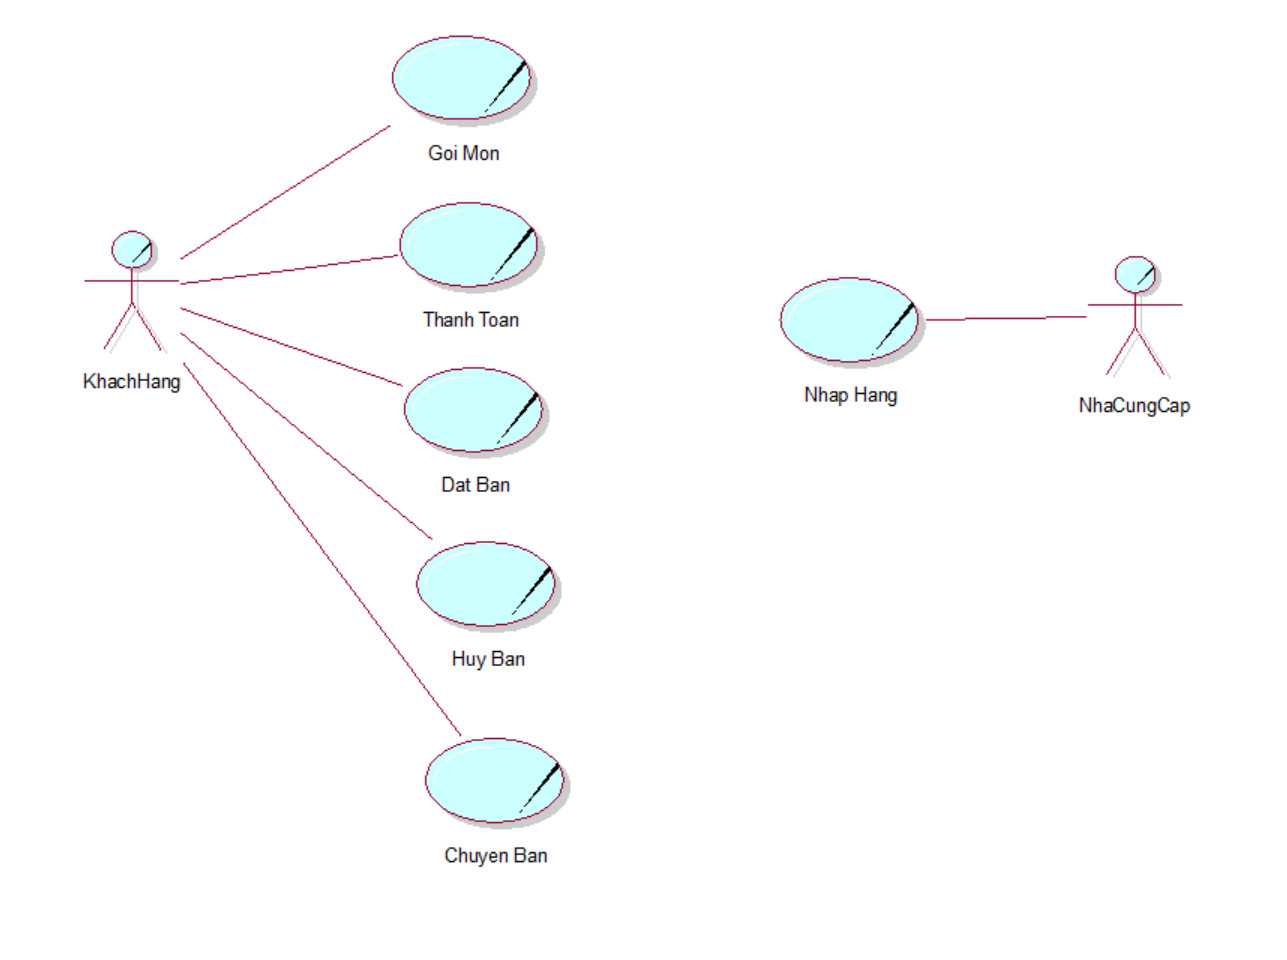 Goi Mon
Thanh Toan
KhachHang
Dat Ban
Huy Ban
Chuyen Ban
Nhap Hang
NhaCungCap